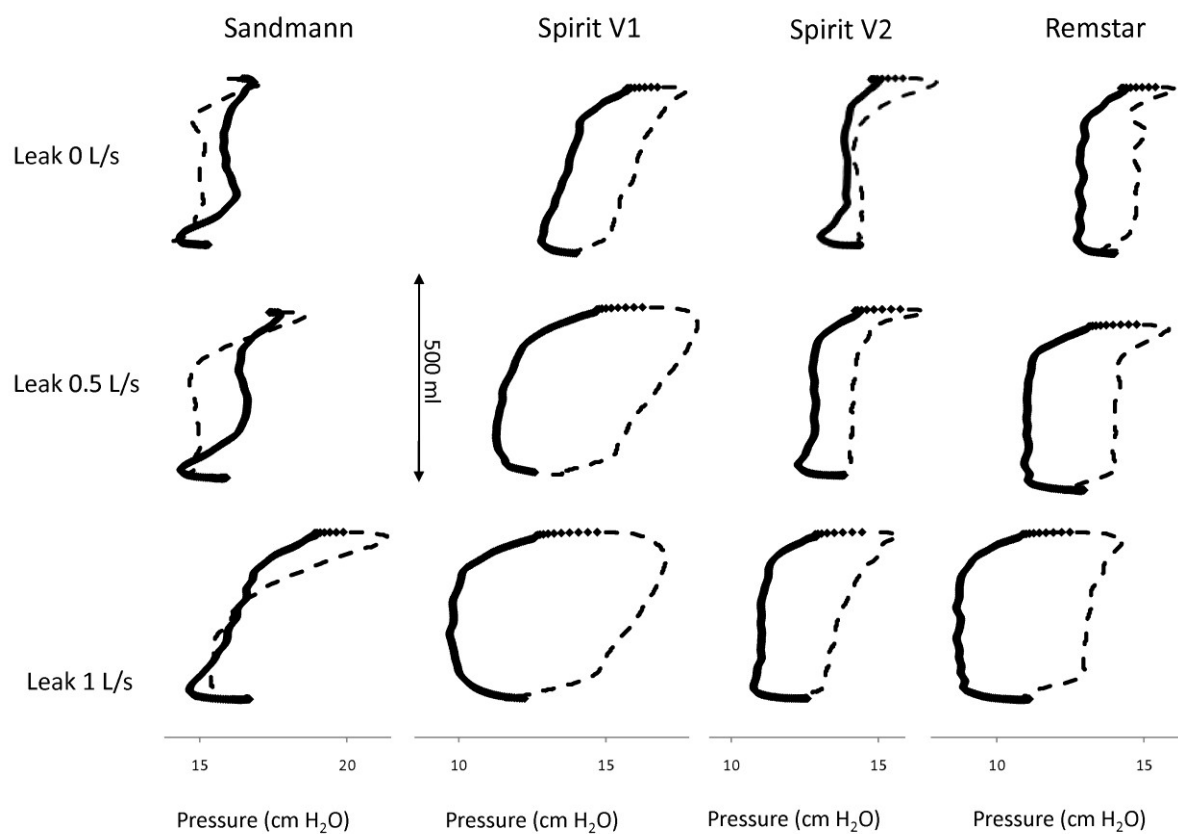 Sandmann Spirit V1 Spirit V2 Remstar
Leak 0 L/s
500 ml
Leak 0.5 L/s
Leak 1 L/s
15 20 10 15 10 15 10 15
Pressure (cm H₂O) Pressure (cm H₂O) Pressure (cm H₂O) Pressure (cm H₂O)